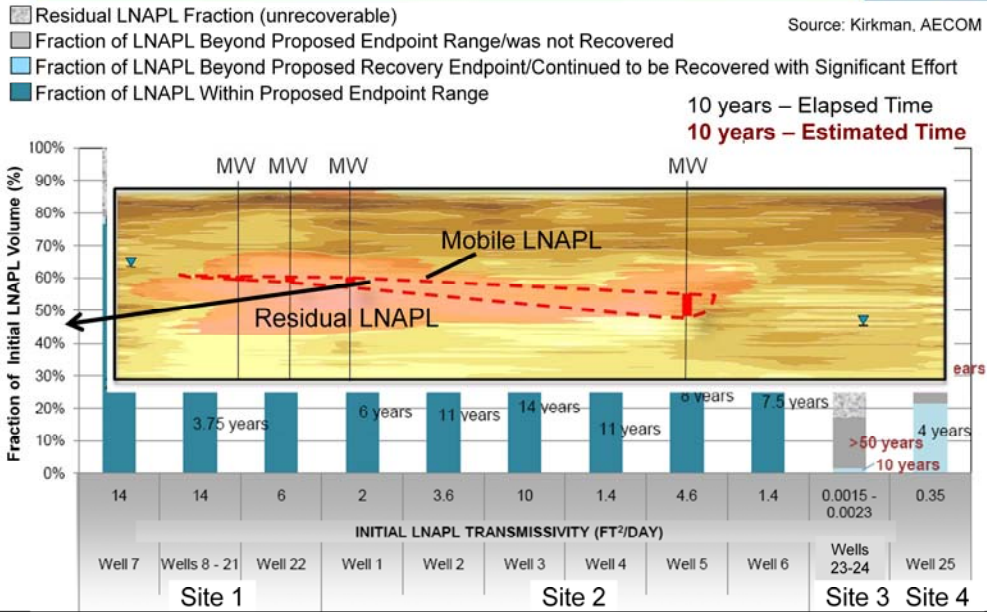 Residual LNAPL Fraction (unrecoverable)
Source: Kirkman, AECOM
Fraction of LNAPL Beyond Proposed Endpoint Range/was not Recovered
Fraction of LNAPL Beyond Proposed Recovery Endpoint/Continued to be Recovered with Significant Effort
Fraction of LNAPL Within Proposed Endpoint Range
10 years – Elapsed Time
10 years – Estimated Time
Fraction of Initial LNAPL Volume (%)
100%
90%
80%
70%
60%
50%
40%
30%
20%
10%
0%
MW MW MW MW
Mobile LNAPL
Residual LNAPL
ears
3.75 years
6 years
11 years
14 years
11 years
8 years
7.5 years
>50 years
10 years
4 years
14 14 6 2 3.6 10 1.4 4.6 1.4 0.0015 - 0.35
0.0023
INITIAL LNAPL TRANSMISSIVITY (FT²/DAY)
Well 7 Wells 8 - 21 Well 22 Well 1 Well 2 Well 3 Well 4 Well 5 Well 6 Wells Well 25
23-24
Site 1 Site 2 Site 3 Site 4